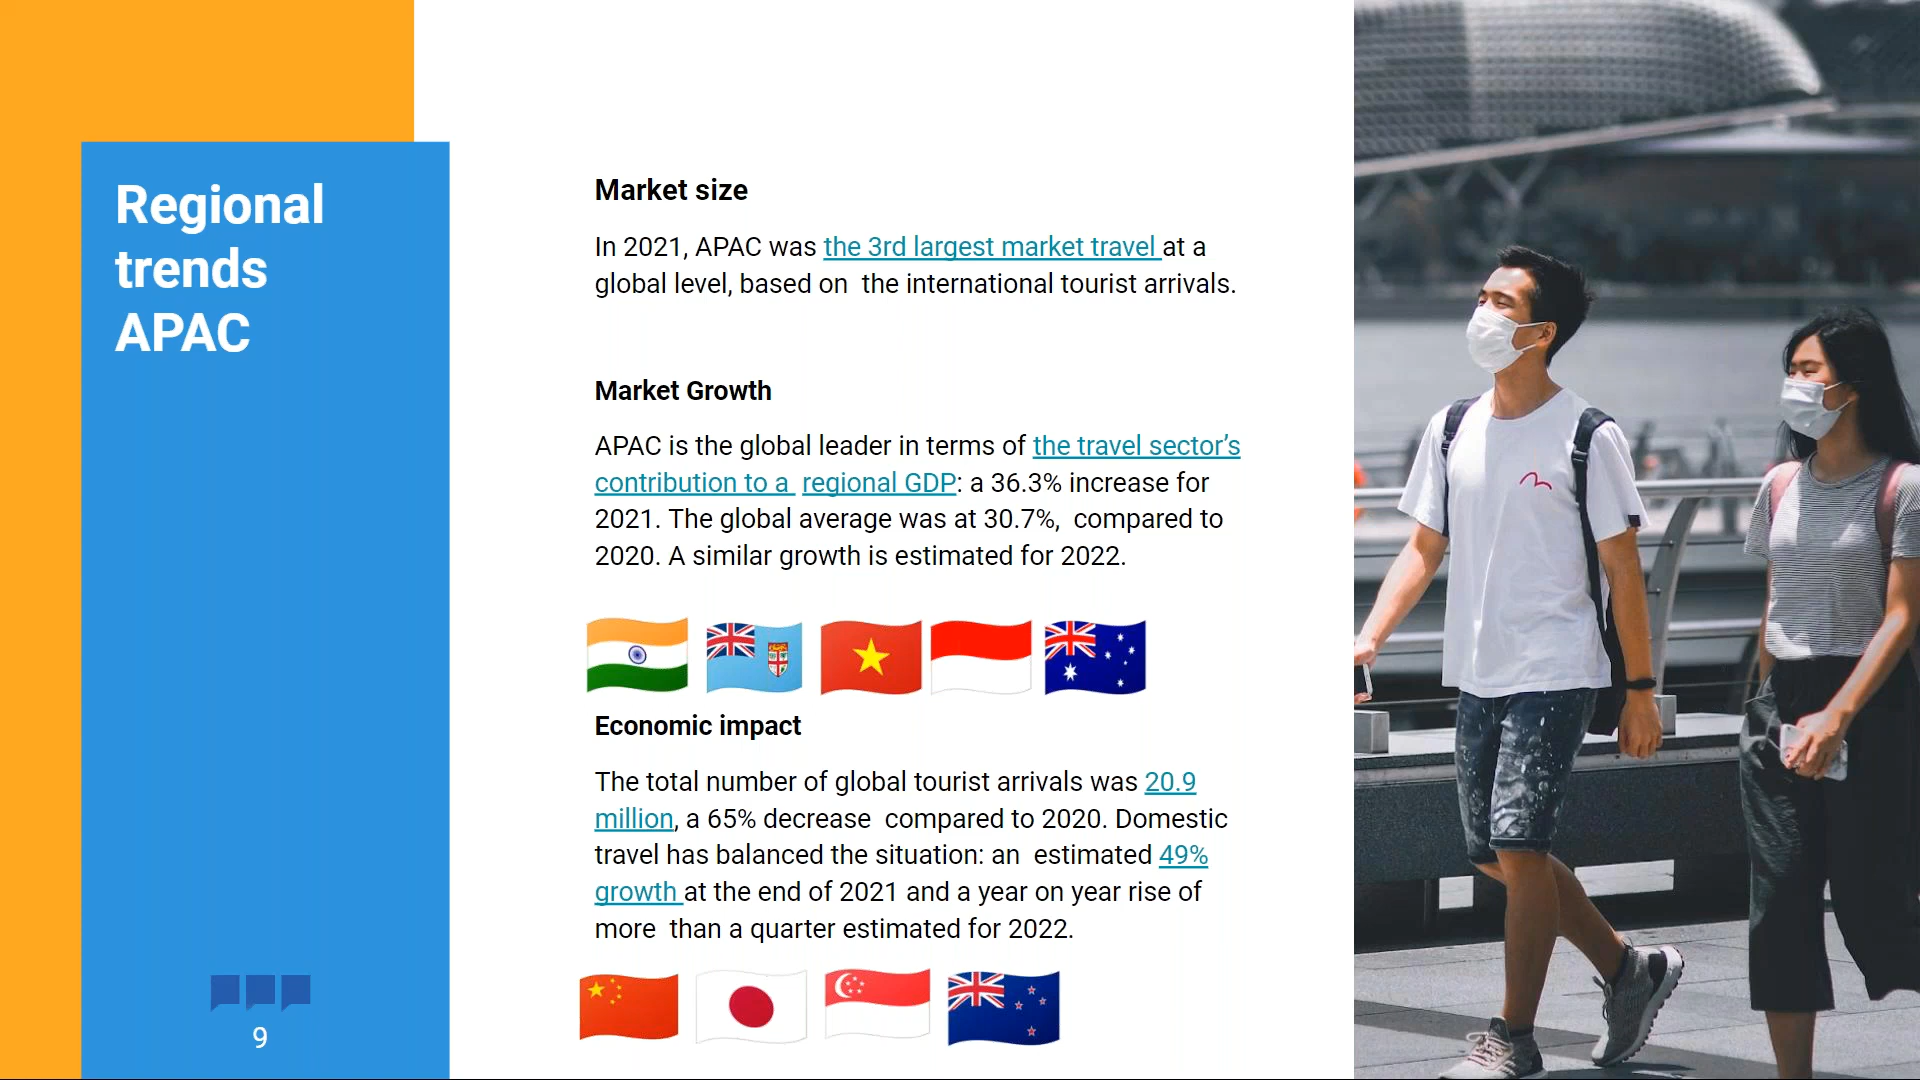 Regional
trends
APAC
9
Market size
In 2021, APAC was the 3rd largest market travel at a
global level, based on  the international tourist arrivals.
Market Growth
APAC is the global leader in terms of the travel sector’s
contribution to a  regional GDP: a 36.3% increase for
2021. The global average was at 30.7%,  compared to
2020. A similar growth is estimated for 2022.
Economic impact
The total number of global tourist arrivals was 20.9
million, a 65% decrease  compared to 2020. Domestic
travel has balanced the situation: an  estimated 49%
growth at the end of 2021 and a year on year rise of
more  than a quarter estimated for 2022.